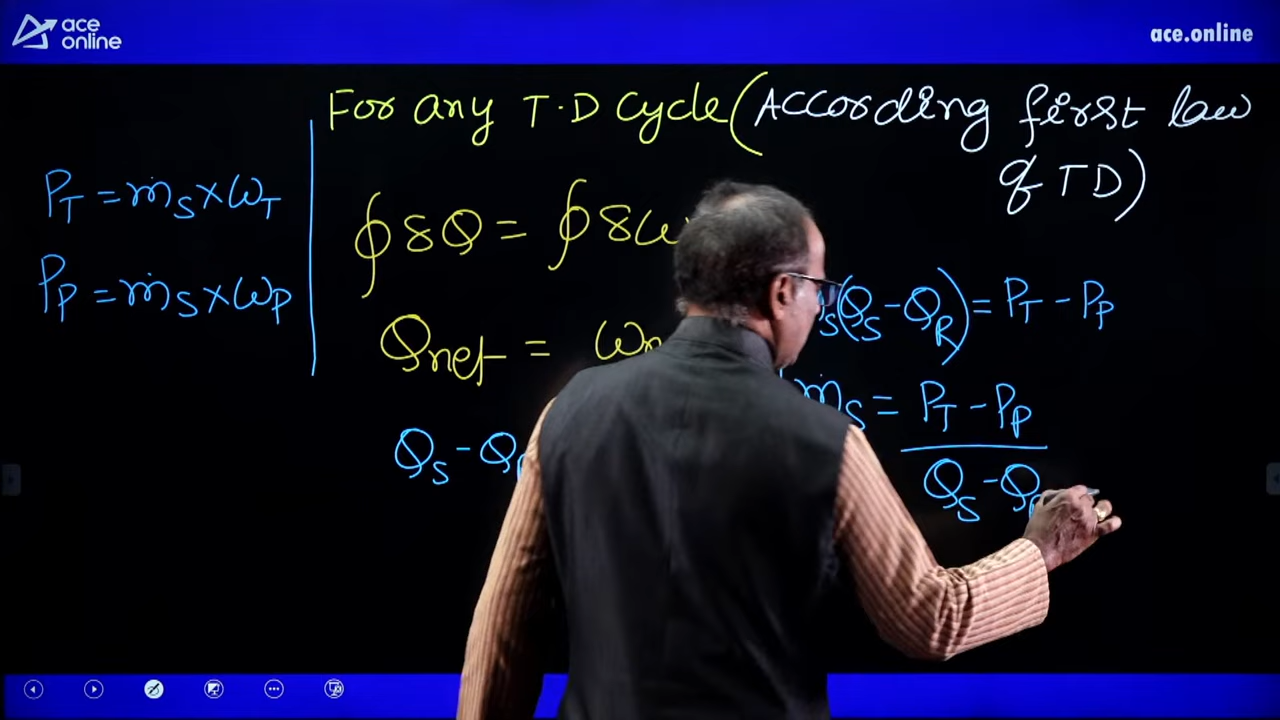 ace
online
ace.online
For any T.D Cycle (According first law
of TD)
P_T = ṁ_S × ω_T
P_P = ṁ_S × ω_P
∮δQ = ∮δω
Q_net =
Q_S - Q
(Q_S - Q_R) = P_T - P_P
ṁ_S = P_T - P_P
Q_S - Q